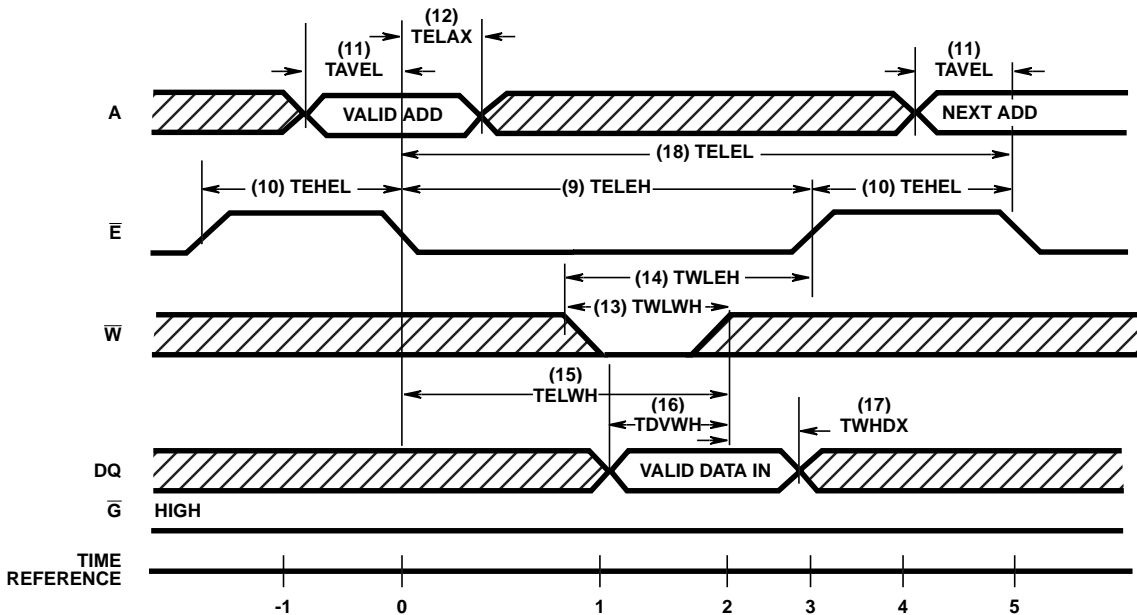 (12)
TELAX
(11)
TAVEL
(11)
TAVEL
A
VALID ADD
NEXT ADD
(18) TELEL
(10) TEHEL
(9) TELEH
(10) TEHEL
E
(14) TWLEH
(13) TWLWH
W
(15)
TELWH
(16)
TDVWH
(17)
TWHDX
DQ
VALID DATA IN
G
HIGH
TIME
REFERENCE
-1 0 1 2 3 4 5